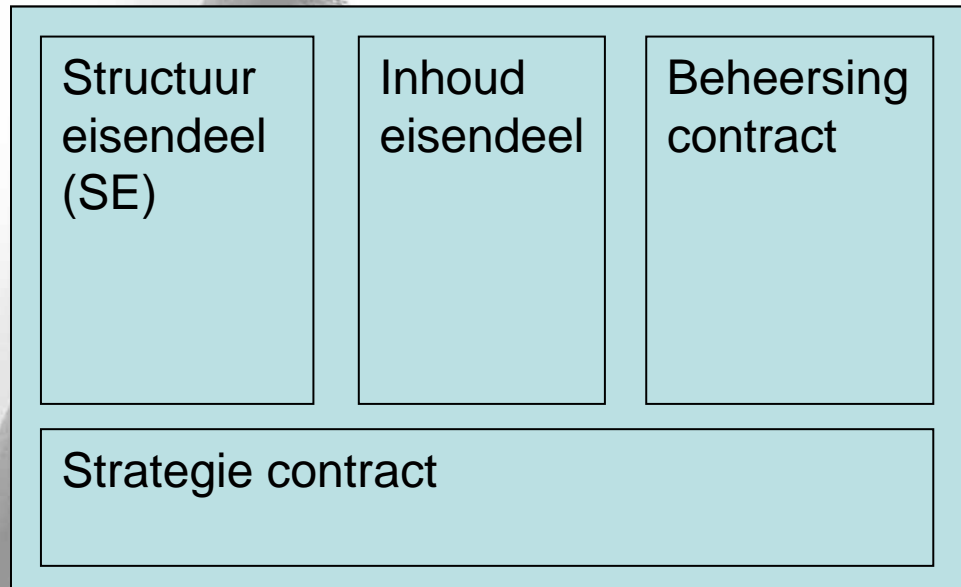 Structuur
eisendeel
(SE)
Inhoud
eisendeel
Beheersing
contract
Strategie contract